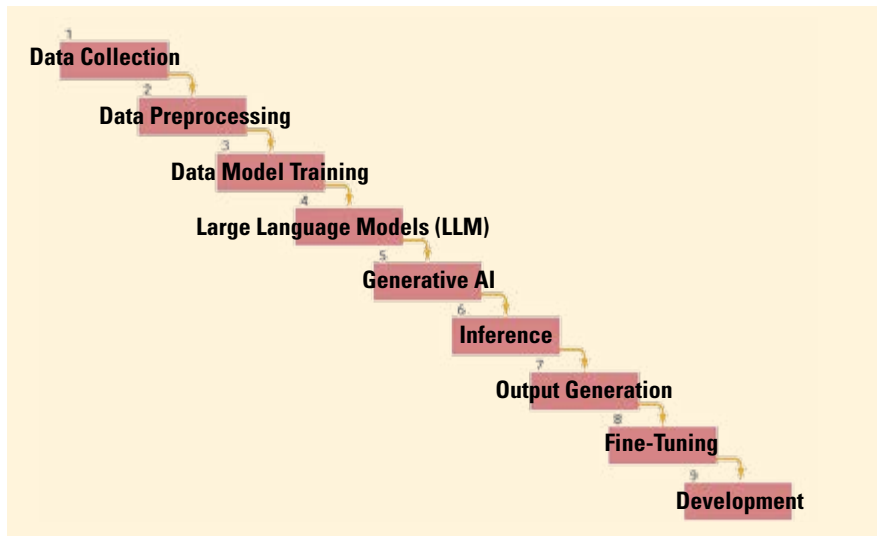 1
Data Collection
2
Data Preprocessing
3
Data Model Training
4
Large Language Models (LLM)
5
Generative AI
6
Inference
7
Output Generation
8
Fine-Tuning
9
Development